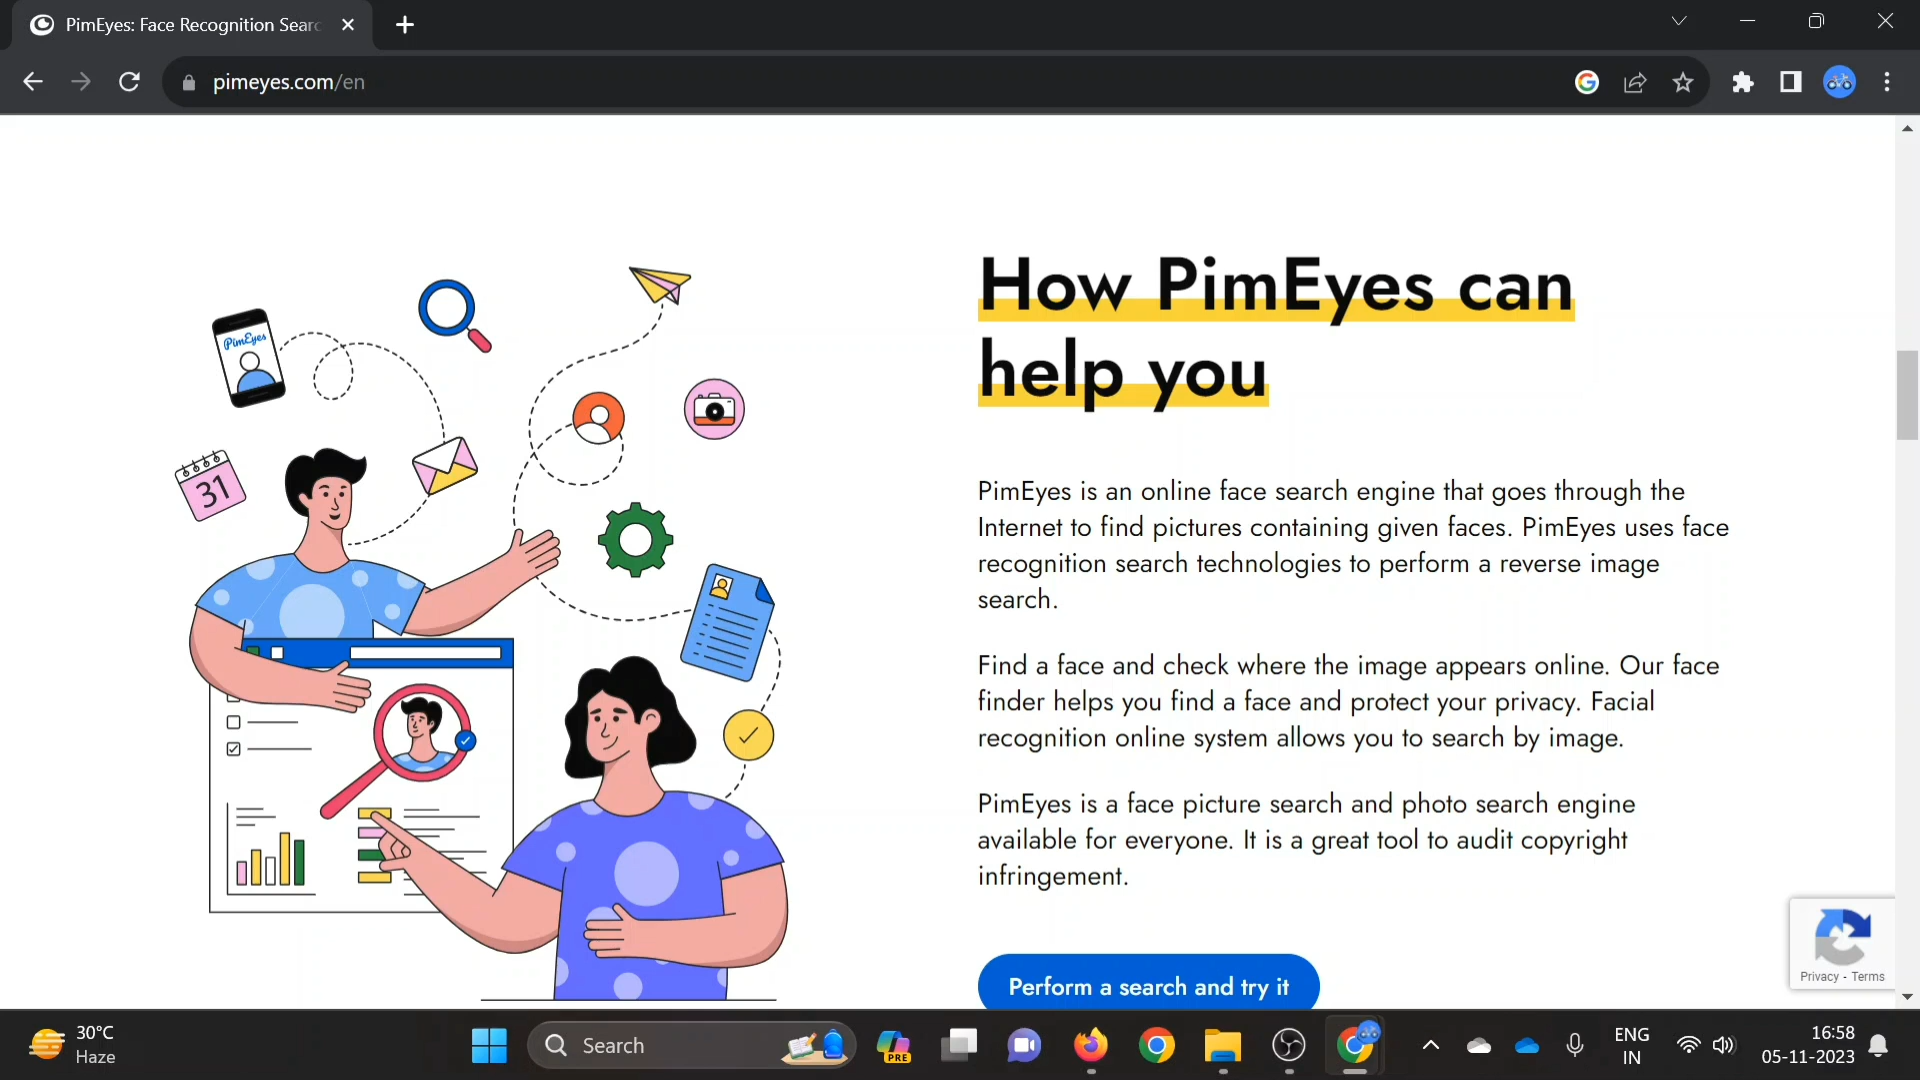 PimEyes: Face Recognition Sear
pimeyes.com/en
PimEyes
31
How PimEyes can
help you
PimEyes is an online face search engine that goes through the
Internet to find pictures containing given faces. PimEyes uses face
recognition search technologies to perform a reverse image
search.
Find a face and check where the image appears online. Our face
finder helps you find a face and protect your privacy. Facial
recognition online system allows you to search by image.
PimEyes is a face picture search and photo search engine
available for everyone. It is a great tool to audit copyright
infringement.
Perform a search and try it
Privacy - Terms
30°C
Haze
Search
PRE
ENG
IN
16:58
05-11-2023